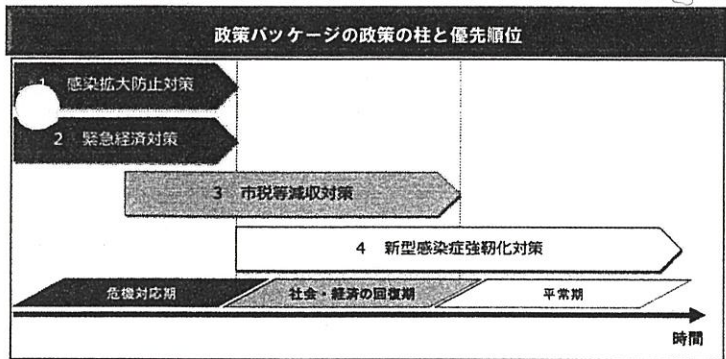 政策パッケージの政策の柱と優先順位
1 感染拡大防止対策
2 緊急経済対策
3 市税等減収対策
4 新型感染症強靭化対策
危機対応期
社会・経済の回復期
平常期
時間